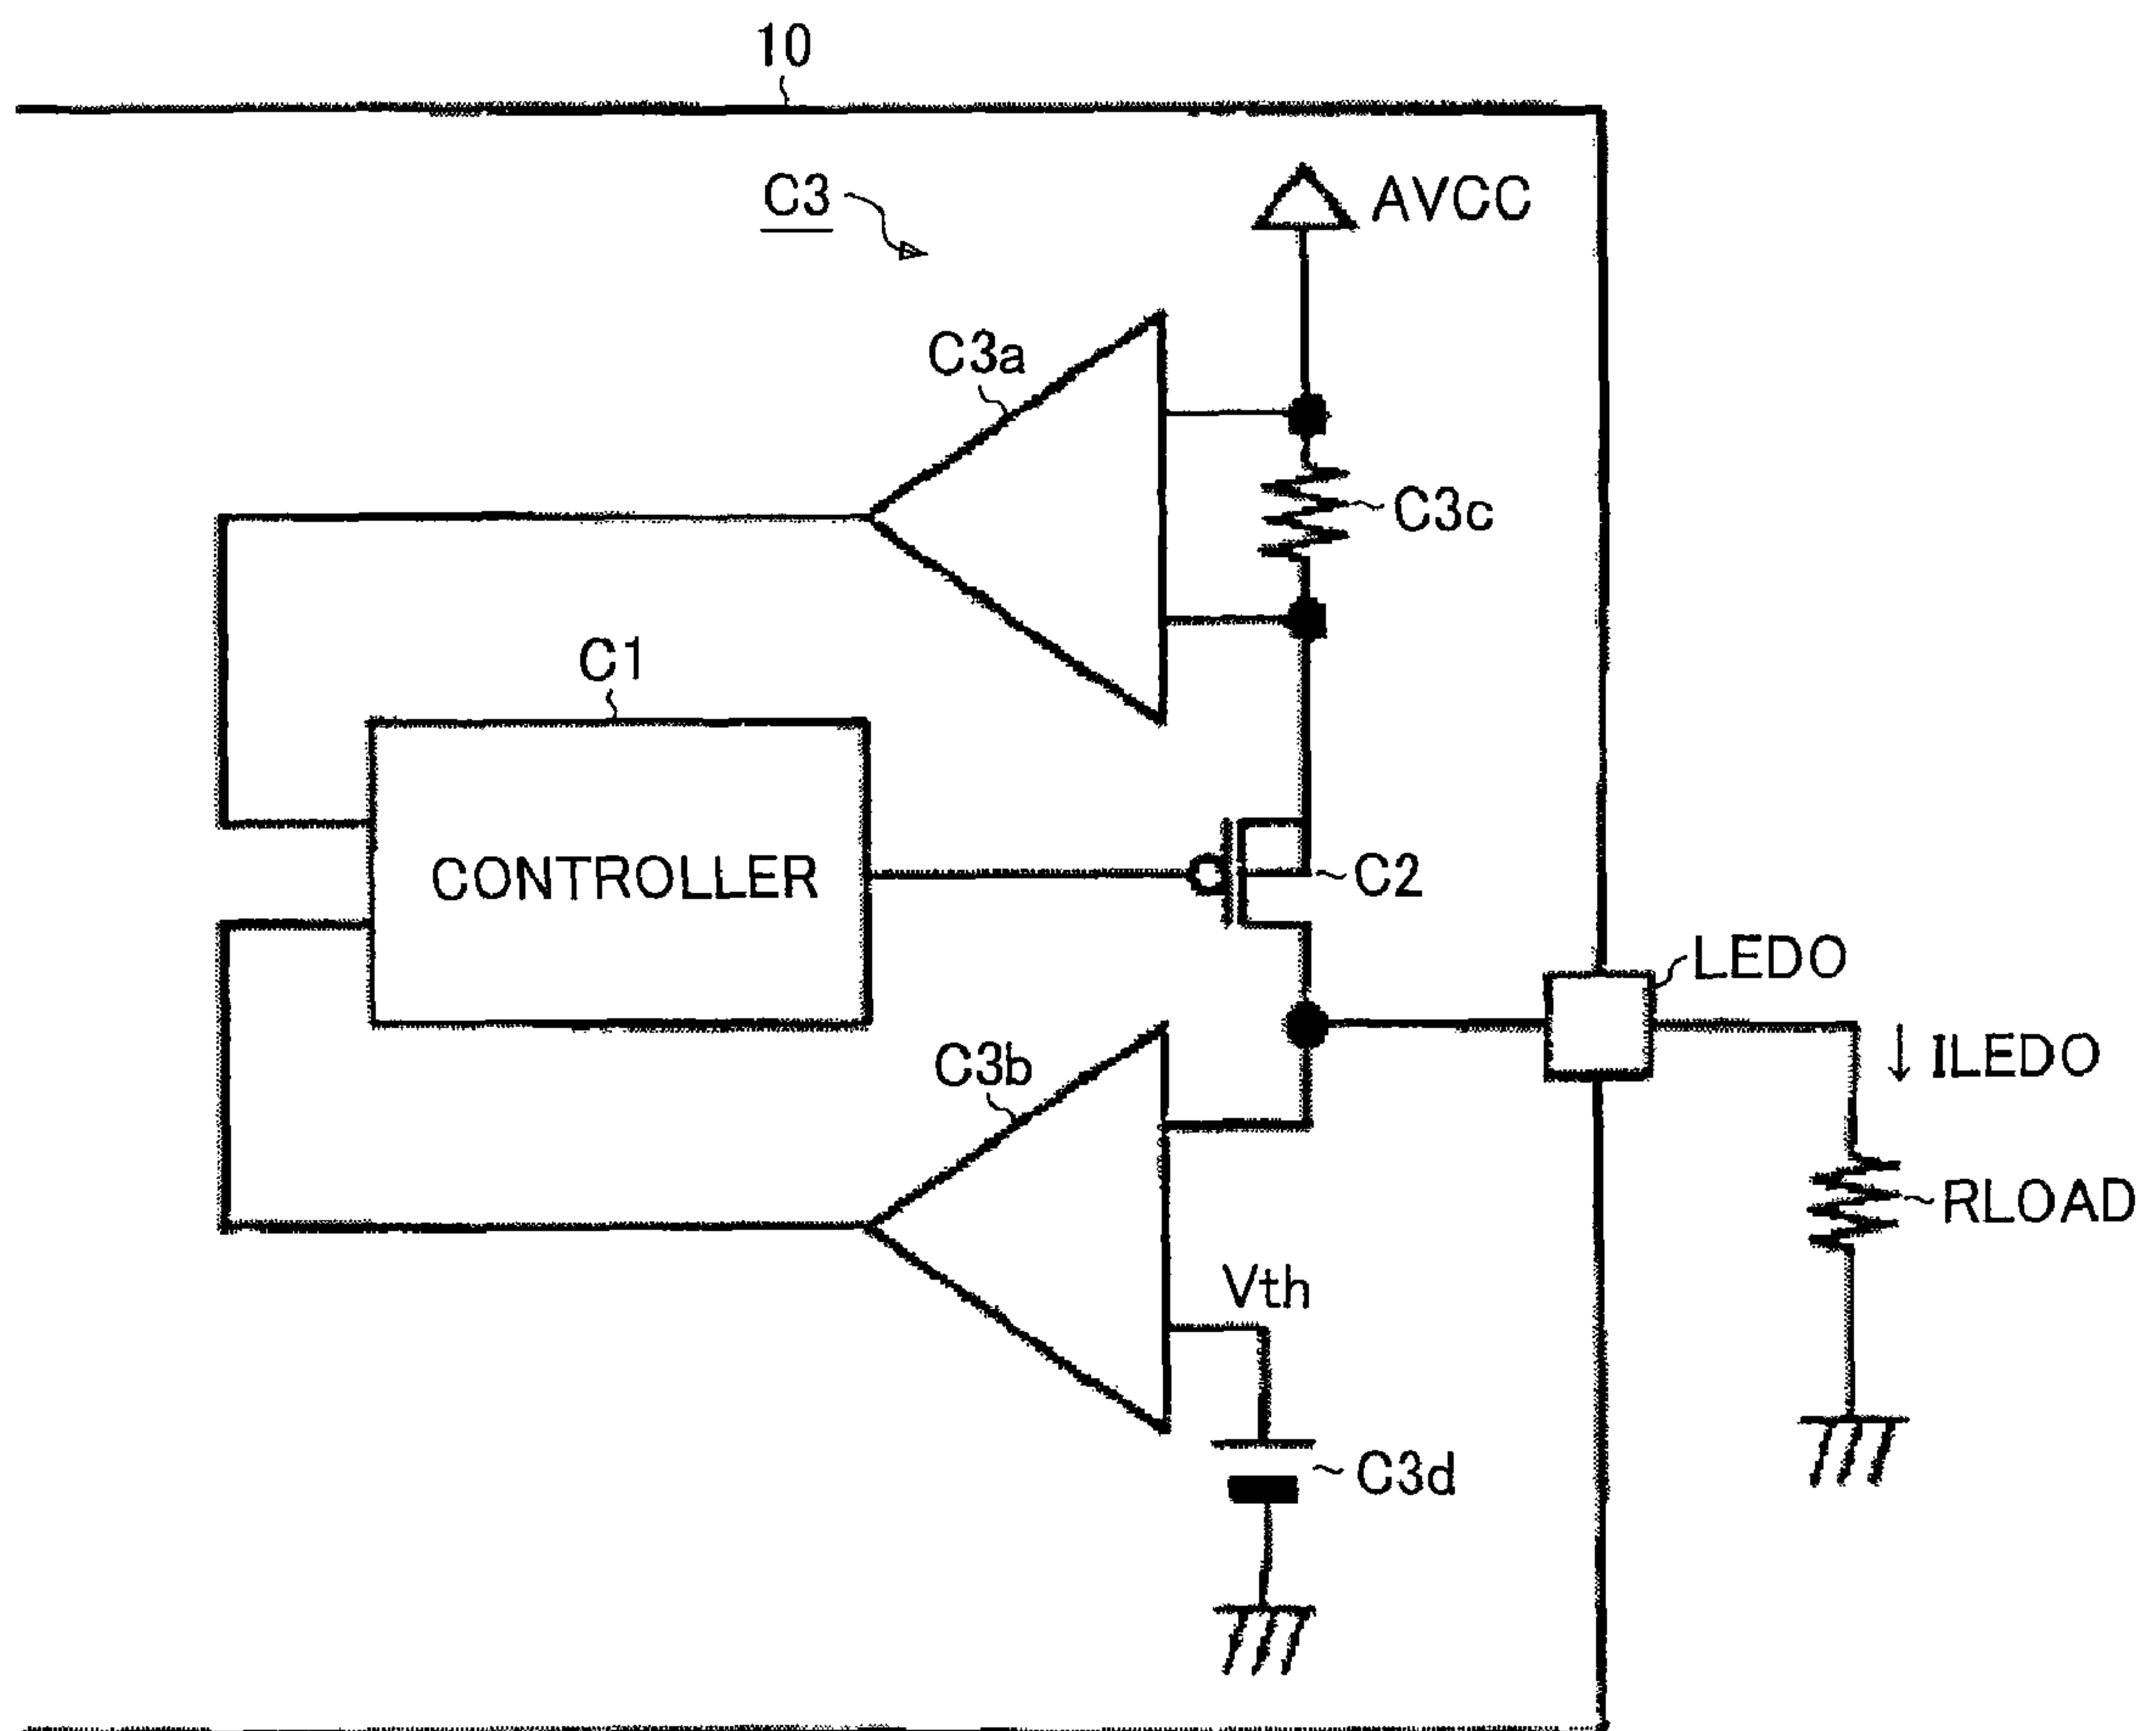 10
C3
AVCC
C3a
C3c
C1
CONTROLLER
C2
LEDO
C3b
ILEDO
RLOAD
Vth
C3d